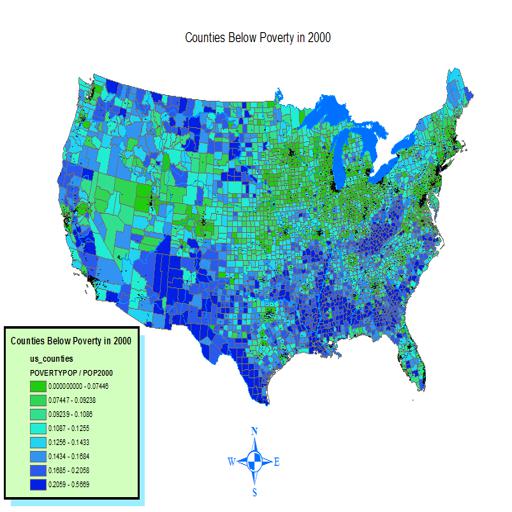 Counties Below Poverty in 2000
Counties Below Poverty in 2000
us_counties
POVERTYPOP / POP2000
0.000000000 - 0.07446
0.07447 - 0.09238
0.09239 - 0.1086
0.1087 - 0.1255
0.1256 - 0.1433
0.1434 - 0.1684
0.1685 - 0.2058
0.2059 - 0.5669
N
W E
S